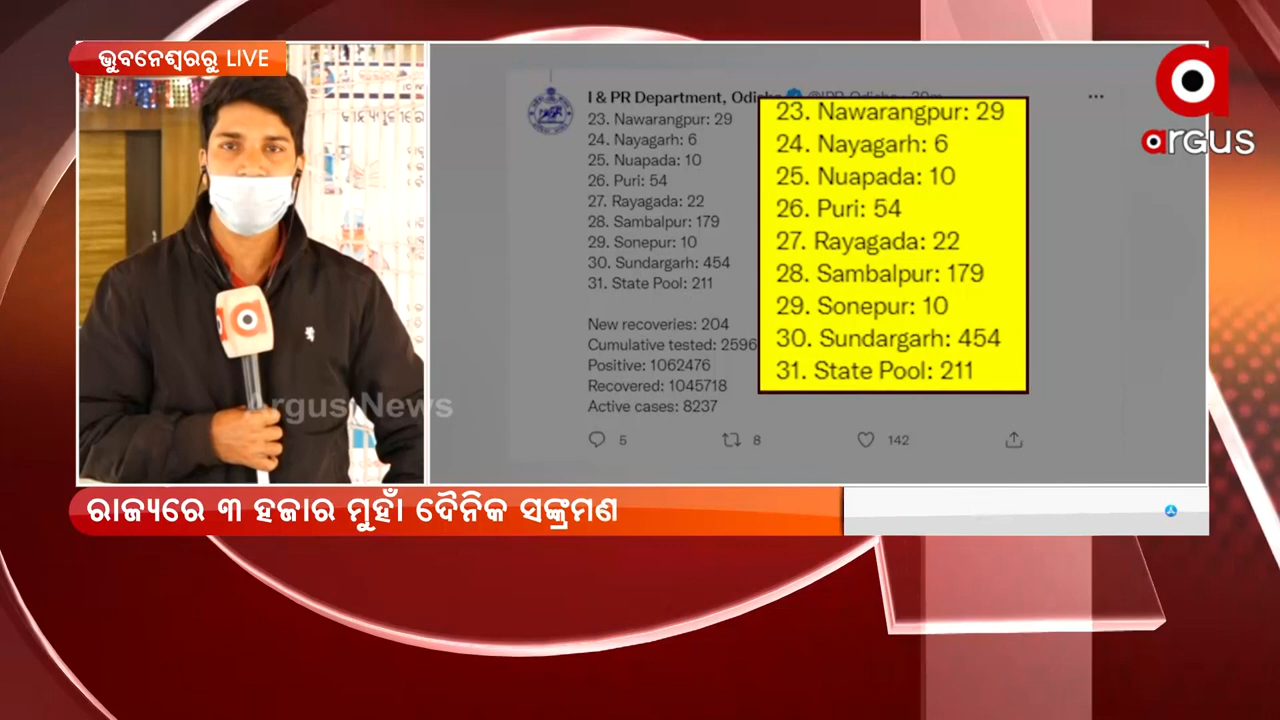 ଭୁବନେଶ୍ୱରରୁ LIVE
I & PR Department, Odisha
23. Nawarangpur: 29
24. Nayagarh: 6
25. Nuapada: 10
26. Puri: 54
27. Rayagada: 22
28. Sambalpur: 179
29. Sonepur: 10
30. Sundargarh: 454
31. State Pool: 211
New recoveries: 204
Cumulative tested: 2596
Positive: 1062476
Recovered: 1045718
Active cases: 8237
5 8 142
23. Nawarangpur: 29
24. Nayagarh: 6
25. Nuapada: 10
26. Puri: 54
27. Rayagada: 22
28. Sambalpur: 179
29. Sonepur: 10
30. Sundargarh: 454
31. State Pool: 211
argus
Argus News
ରାଜ୍ୟରେ ୩ ହଜାର ମୁହାଁ ଦୈନିକ ସଙ୍କ୍ରମଣ